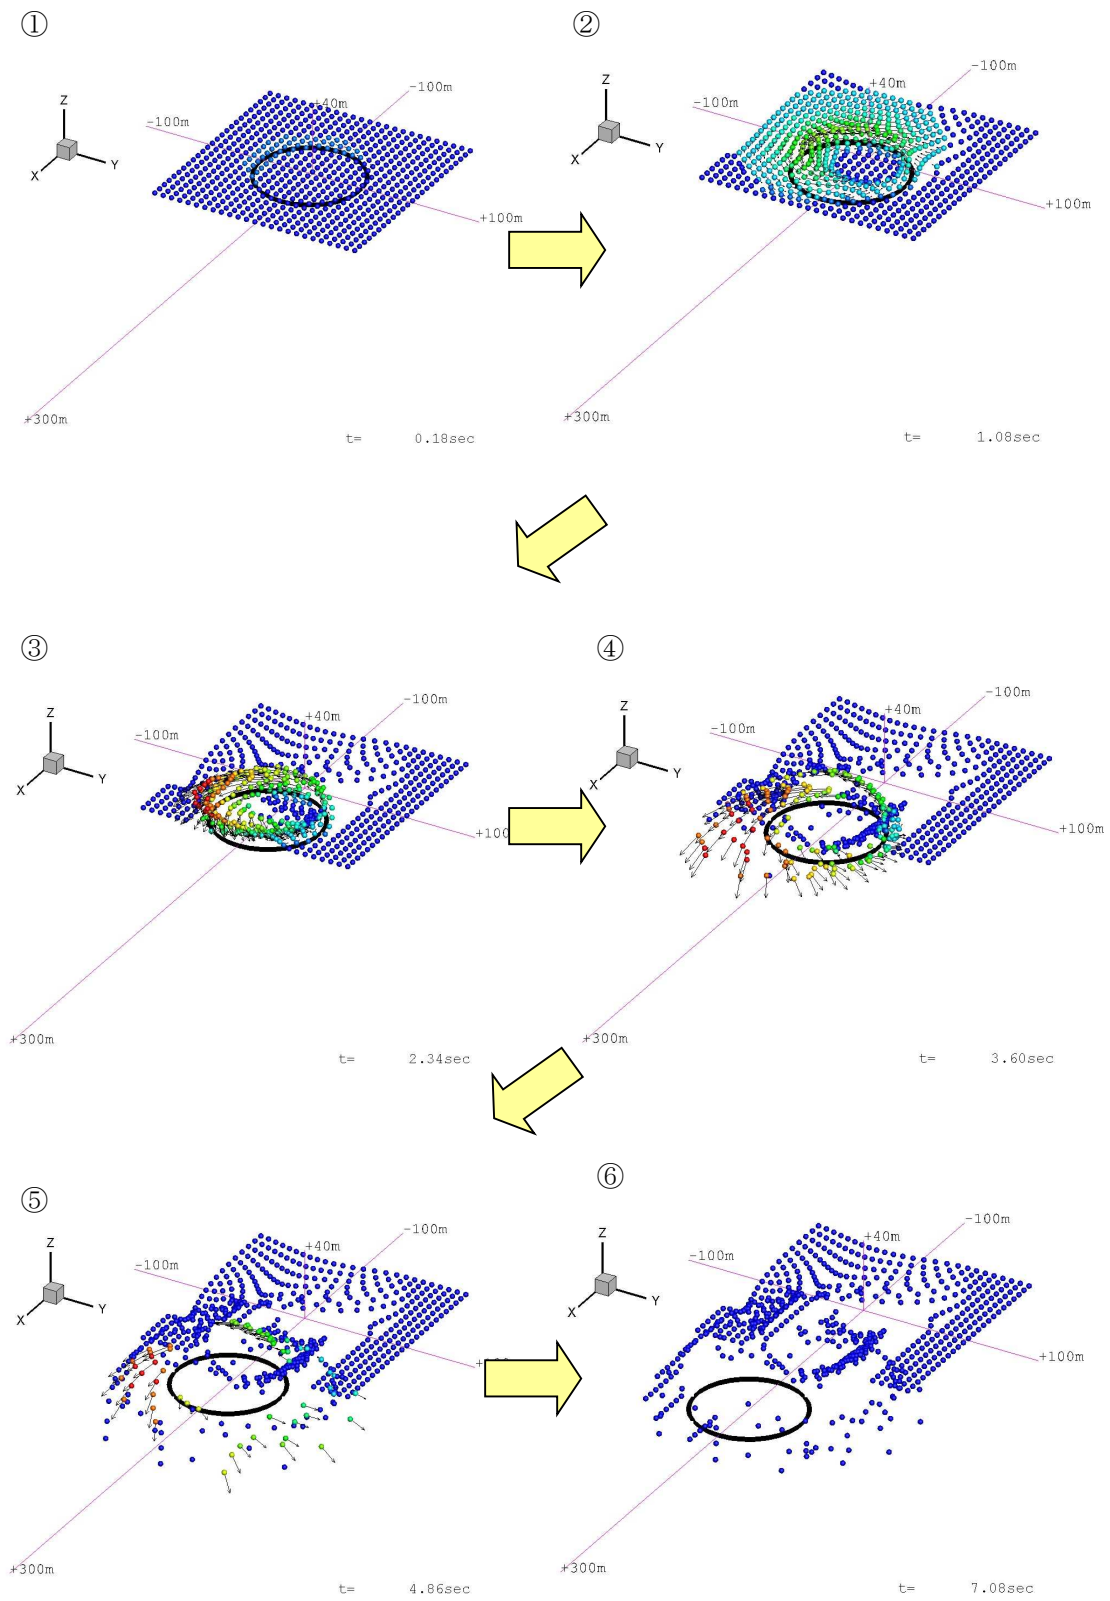 ①
Z
X
Y
-100m
+40m
-100m
+100m
+300m
t= 0.18sec
②
Z
X
Y
-100m
+40m
-100m
+100m
+300m
t= 1.08sec
③
Z
X
Y
-100m
+40m
-100m
+100
+300m
t= 2.34sec
④
Z
X
Y
-100m
+40m
-100m
+100m
+300m
t= 3.60sec
⑤
Z
X
Y
-100m
+40m
-100m
+300m
t= 4.86sec
⑥
Z
X
Y
-100m
+40m
-100m
+100m
+300m
t= 7.08sec